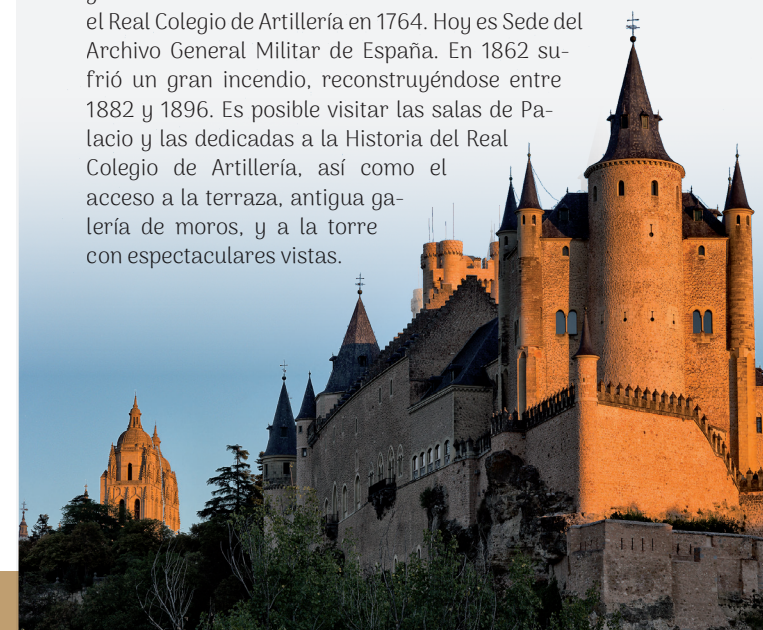 el Real Colegio de Artillería en 1764. Hoy es Sede del
Archivo General Militar de España. En 1862 su-
frió un gran incendio, reconstruyéndose entre
1882 y 1896. Es posible visitar las salas de Pa-
lacio y las dedicadas a la Historia del Real
Colegio de Artillería, así como el
acceso a la terraza, antigua ga-
lería de moros, y a la torre
con espectaculares vistas.